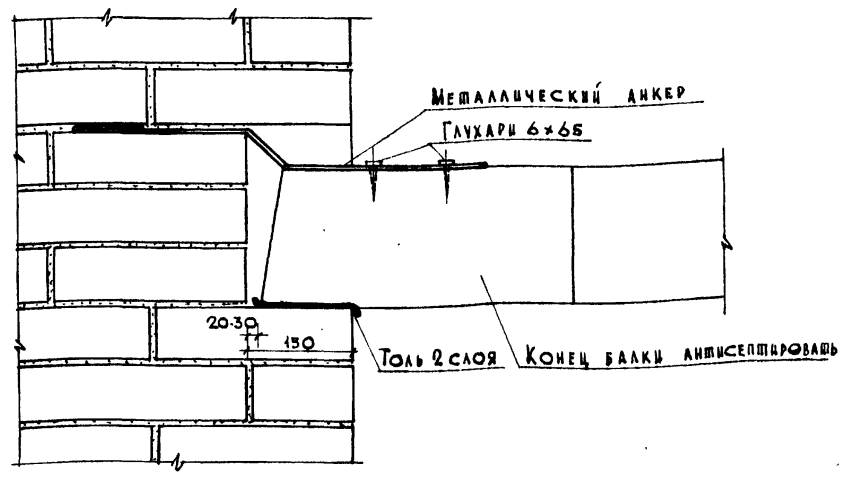 Металлический анкер
Глухари 6×65
20-30
150
Толь 2 слоя
Конец балки антисептировать